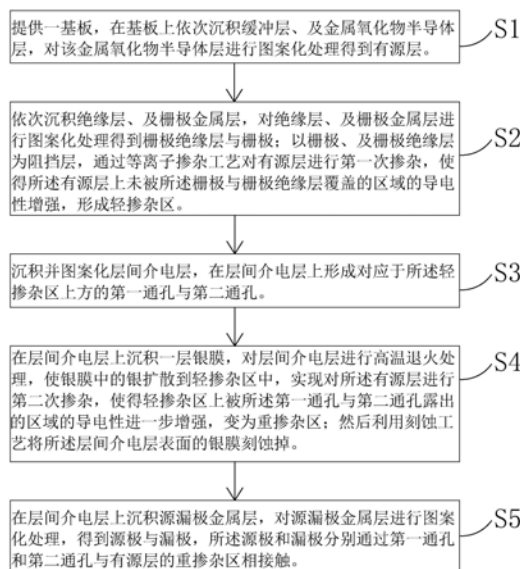 提供一基板，在基板上依次沉积缓冲层、及金属氧化物半导体
层，对该金属氧化物半导体层进行图案化处理得到有源层。
S1
依次沉积绝缘层、及栅极金属层，对绝缘层、及栅极金属层进
行图案化处理得到栅极绝缘层与栅极；以栅极、及栅极绝缘层
为阻挡层，通过等离子掺杂工艺对有源层进行第一次掺杂，使
得所述有源层上未被所述栅极与栅极绝缘层覆盖的区域的导电
性增强，形成轻掺杂区。
S2
沉积并图案化层间介电层，在层间介电层上形成对应于所述轻
掺杂区上方的第一通孔与第二通孔。
S3
在层间介电层上沉积一层银膜，对层间介电层进行高温退火处
理，使银膜中的银扩散到轻掺杂区中，实现对所述有源层进行
第二次掺杂，使得轻掺杂区上被所述第一通孔与第二通孔露出
的区域的导电性进一步增强，变为重掺杂区；然后利用刻蚀工
艺将所述层间介电层表面的银膜刻蚀掉。
S4
在层间介电层上沉积源漏极金属层，对源漏极金属层进行图案
化处理，得到源极与漏极，所述源极和漏极分别通过第一通孔
和第二通孔与有源层的重掺杂区相接触。
S5